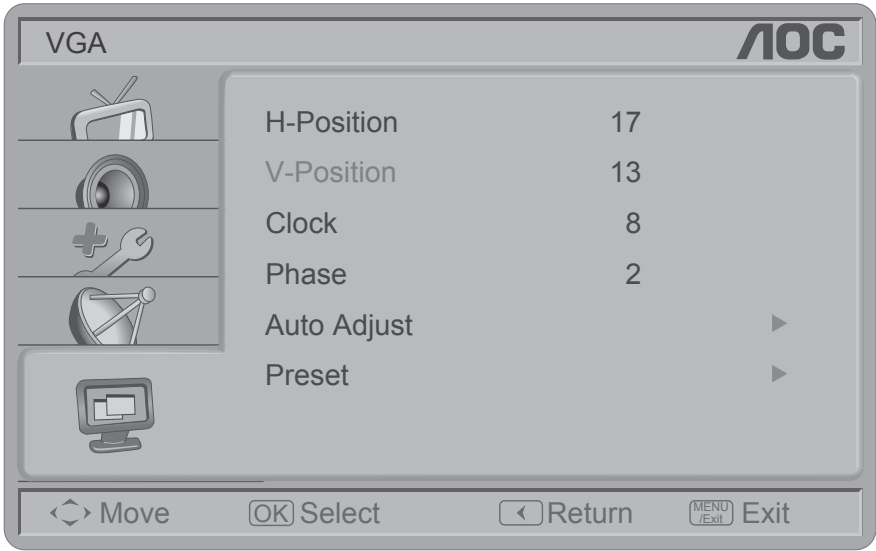 VGA AOC
H-Position 17
V-Position 13
Clock 8
Phase 2
Auto Adjust
Preset
Move OK Select Return MENU /Exit Exit